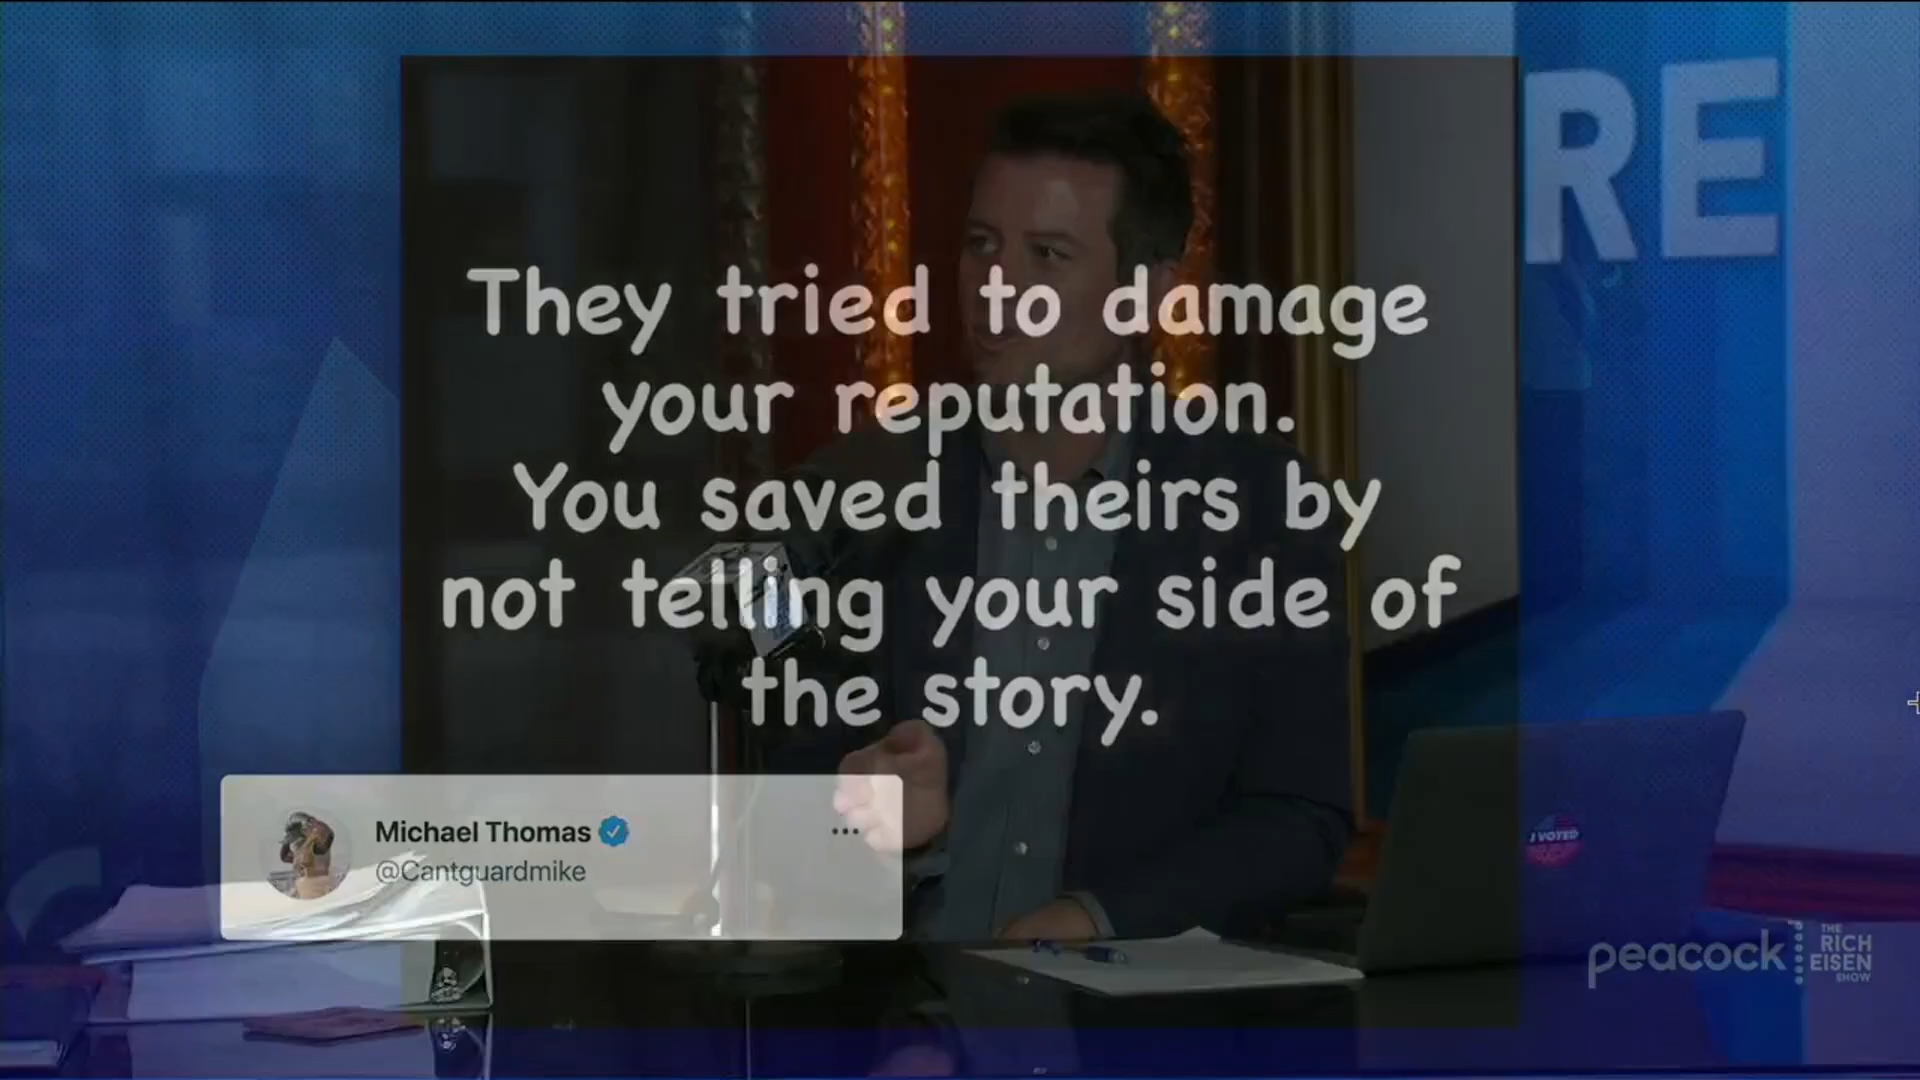 RE
They tried to damage
your reputation.
You saved theirs by
not telling your side of
the story.
Michael Thomas
@Cantguardmike
I VOTED
peacock
THE
RICH
EISEN
SHOW